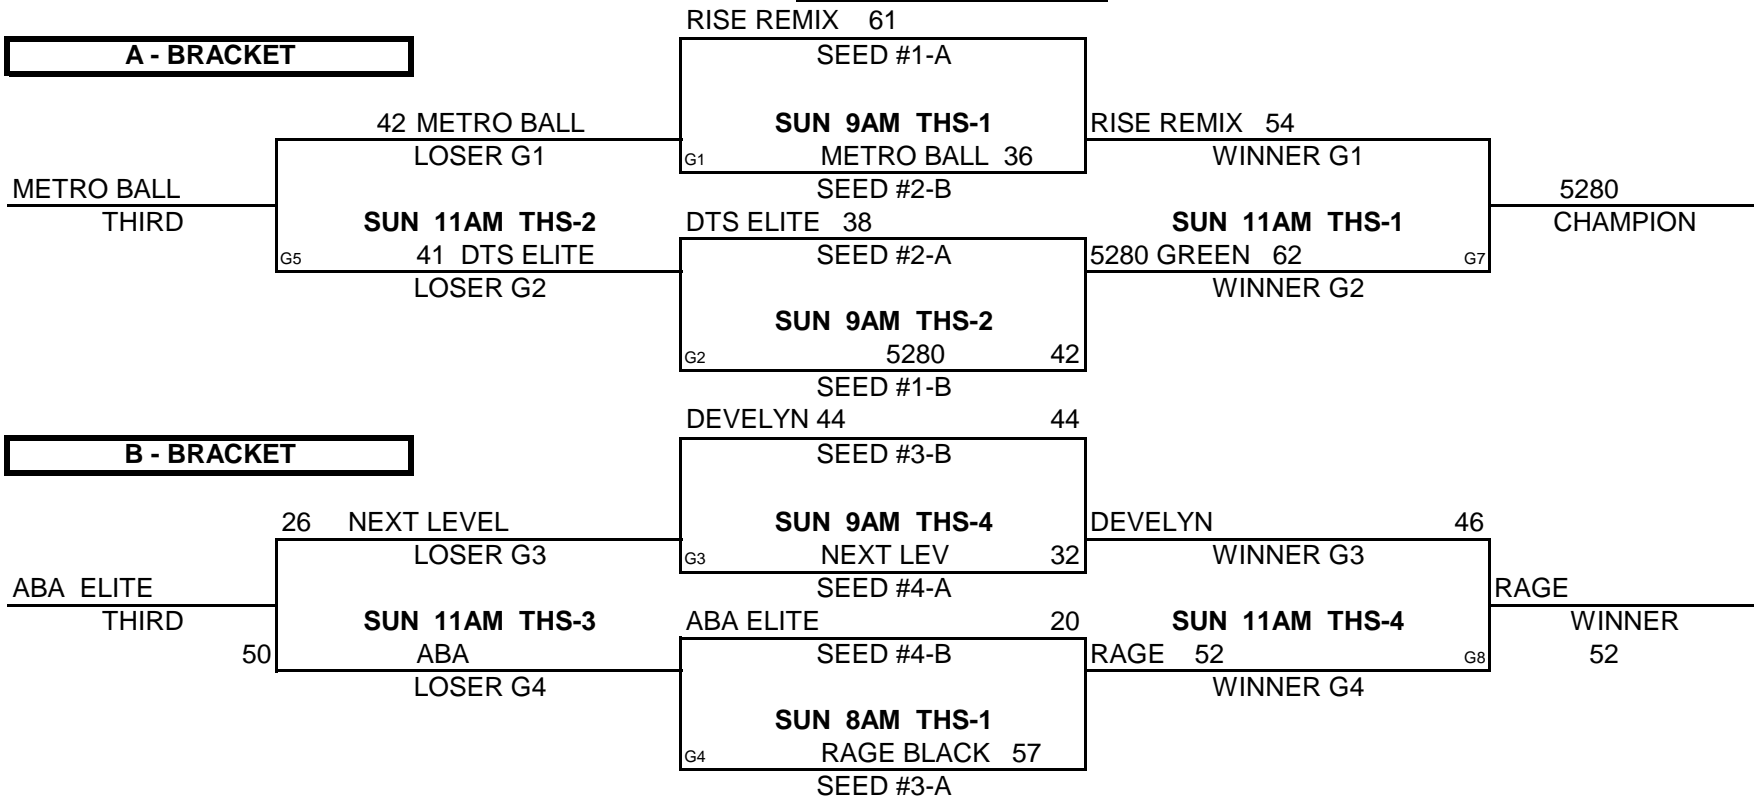 RISE REMIX 61
A - BRACKET
SEED #1-A
42 METRO BALL
SUN 9AM THS-1
RISE REMIX 54
LOSER G1
G1
METRO BALL 36
WINNER G1
METRO BALL
SEED #2-B
5280
THIRD
SUN 11AM THS-2
DTS ELITE 38
SUN 11AM THS-1
CHAMPION
G5
41 DTS ELITE
SEED #2-A
5280 GREEN 62
G7
LOSER G2
WINNER G2
SUN 9AM THS-2
G2
5280 42
SEED #1-B
DEVELYN 44 44
B - BRACKET
SEED #3-B
26 NEXT LEVEL
SUN 9AM THS-4
DEVELYN 46
LOSER G3
G3
NEXT LEV 32
WINNER G3
ABA ELITE
SEED #4-A
RAGE
THIRD
SUN 11AM THS-3
ABA ELITE 20
SUN 11AM THS-4
WINNER
50
ABA
SEED #4-B
RAGE 52
G8
52
LOSER G4
WINNER G4
SUN 8AM THS-1
G4
RAGE BLACK 57
SEED #3-A